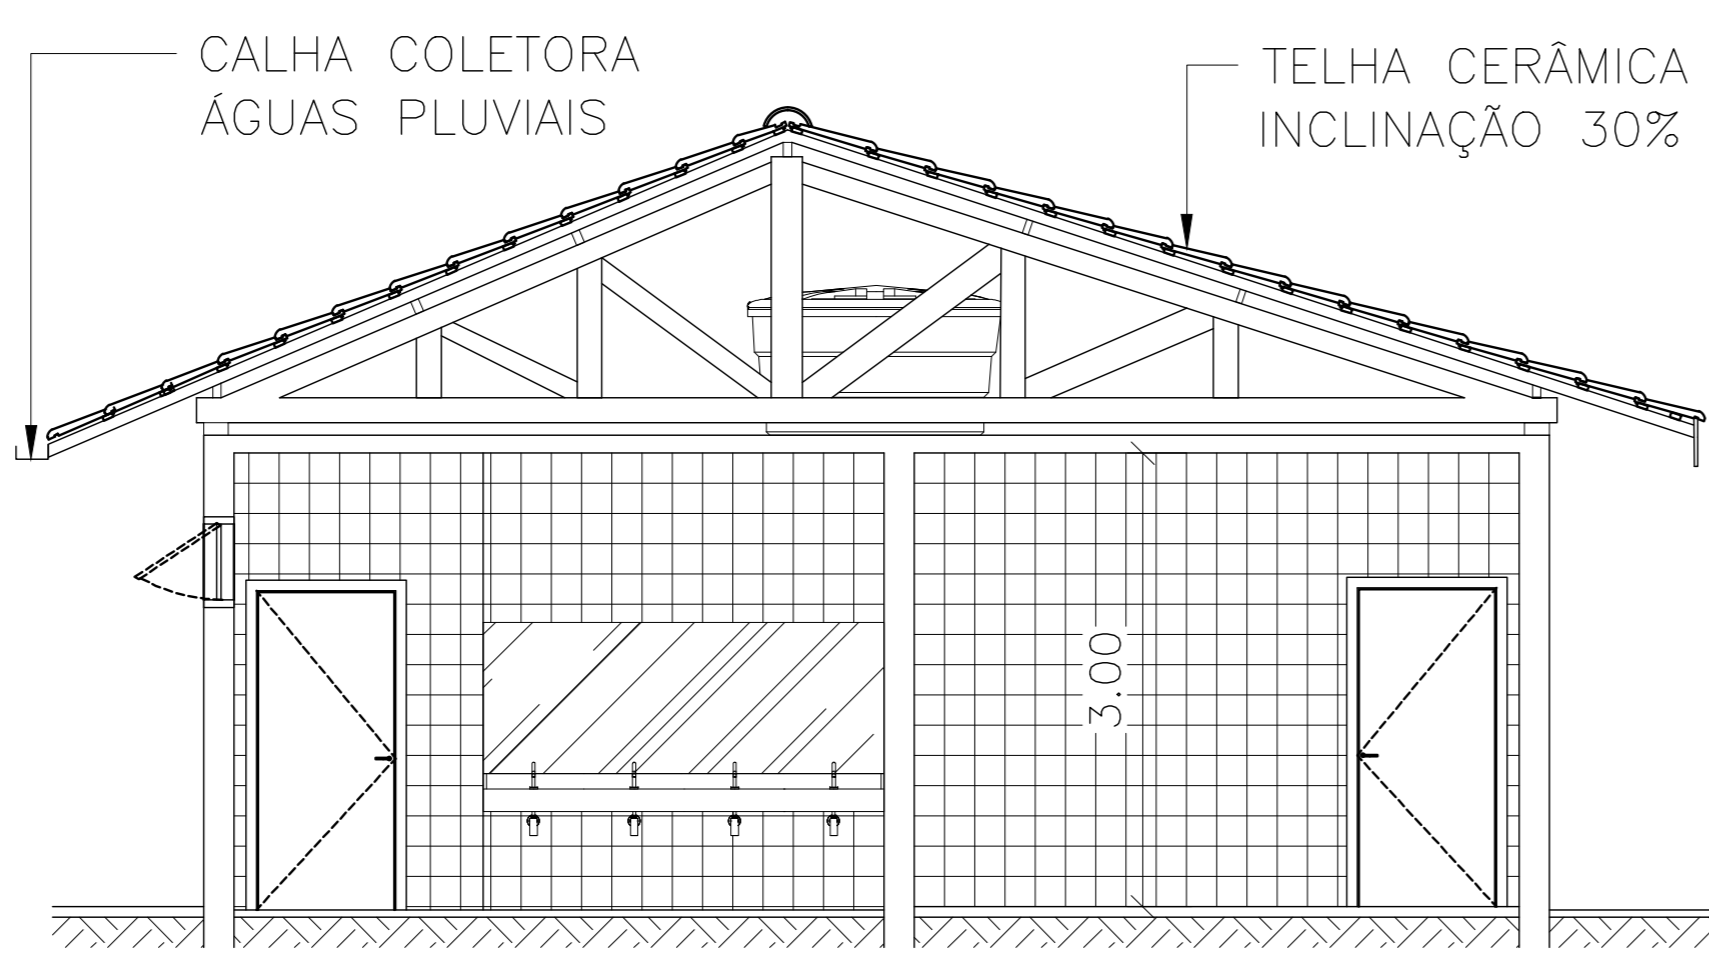 CALHA COLETORA
ÁGUAS PLUVIAIS
TELHA CERÂMICA
INCLINAÇÃO 30%
3.00